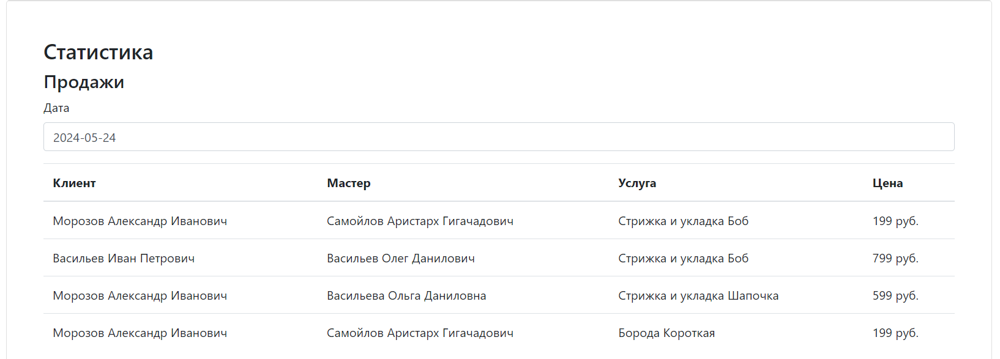 Статистика
Продажи
Дата
2024-05-24
Клиент Мастер Услуга Цена
Морозов Александр Иванович Самойлов Аристарх Гигачадович Стрижка и укладка Боб 199 руб.
Васильев Иван Петрович Васильев Олег Данилович Стрижка и укладка Боб 799 руб.
Морозов Александр Иванович Васильева Ольга Даниловна Стрижка и укладка Шапочка 599 руб.
Морозов Александр Иванович Самойлов Аристарх Гигачадович Борода Короткая 199 руб.